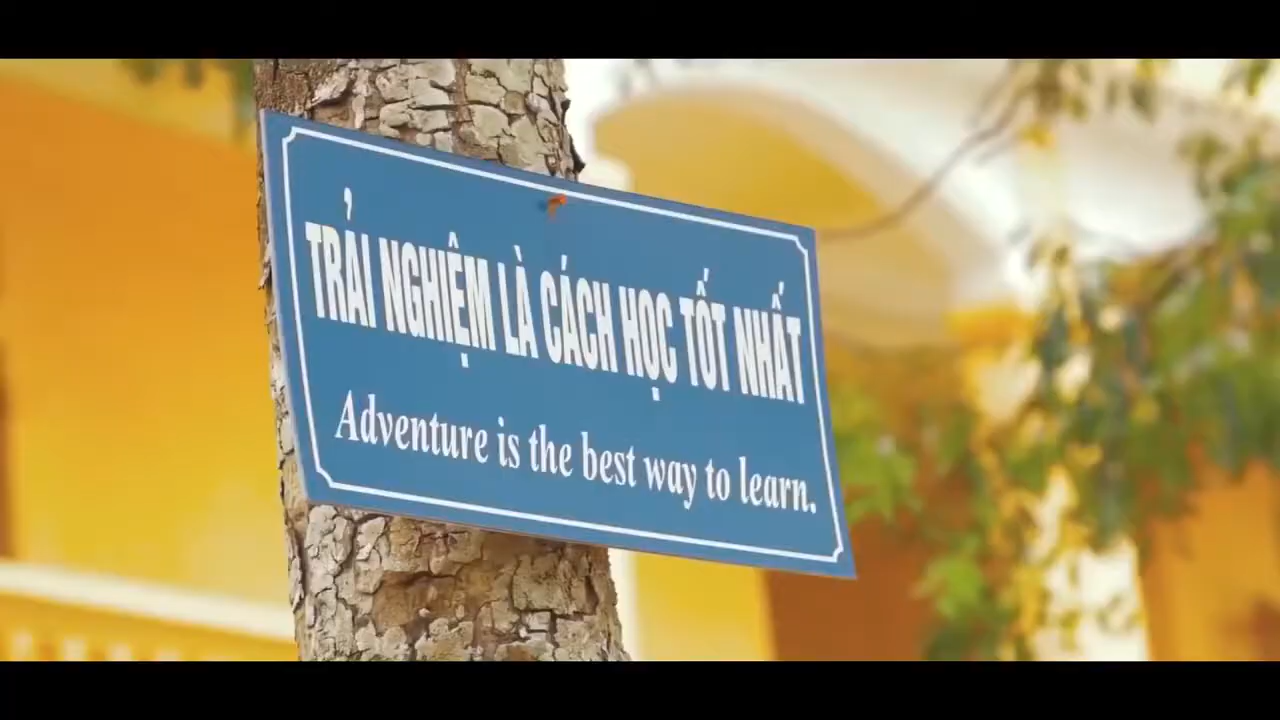 TRẢI NGHIỆM LÀ CÁCH HỌC TỐT NHẤT
Adventure is the best way to learn.